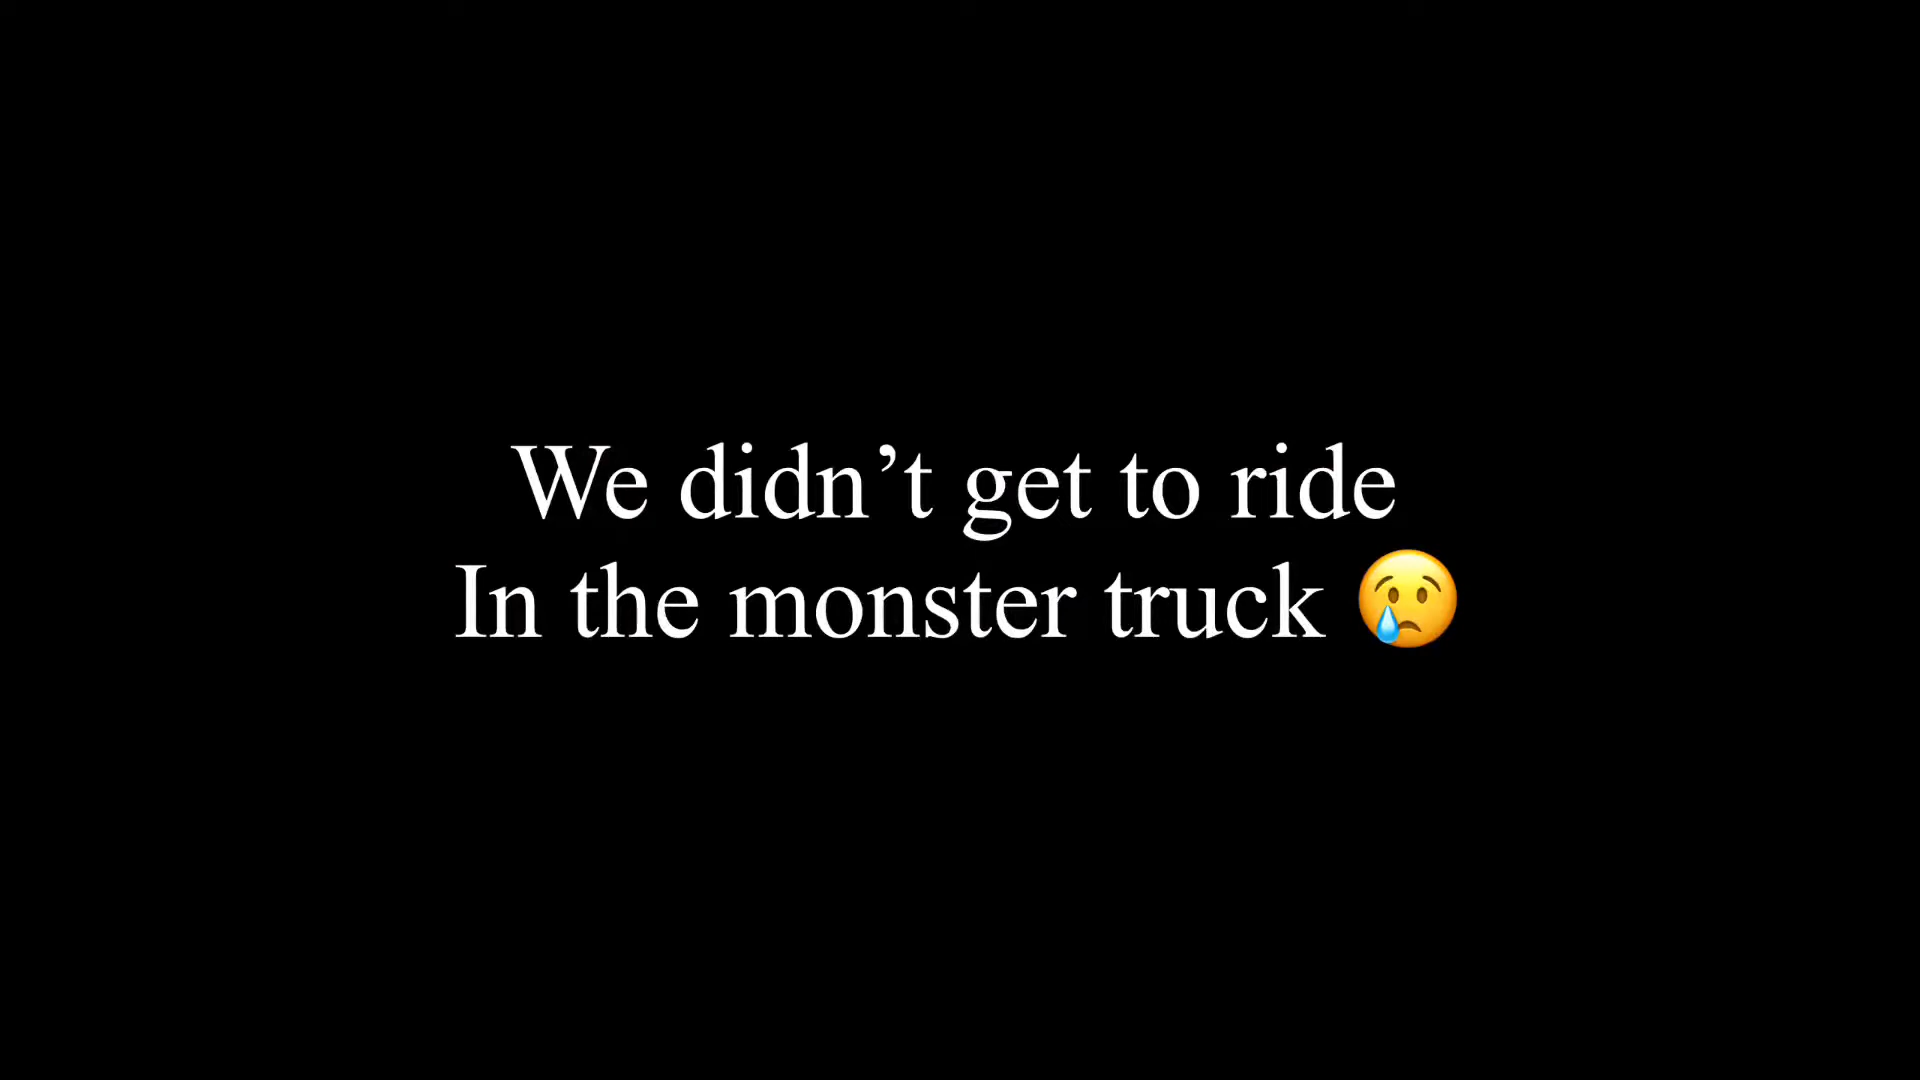 We didn’t get to ride
In the monster truck 😢